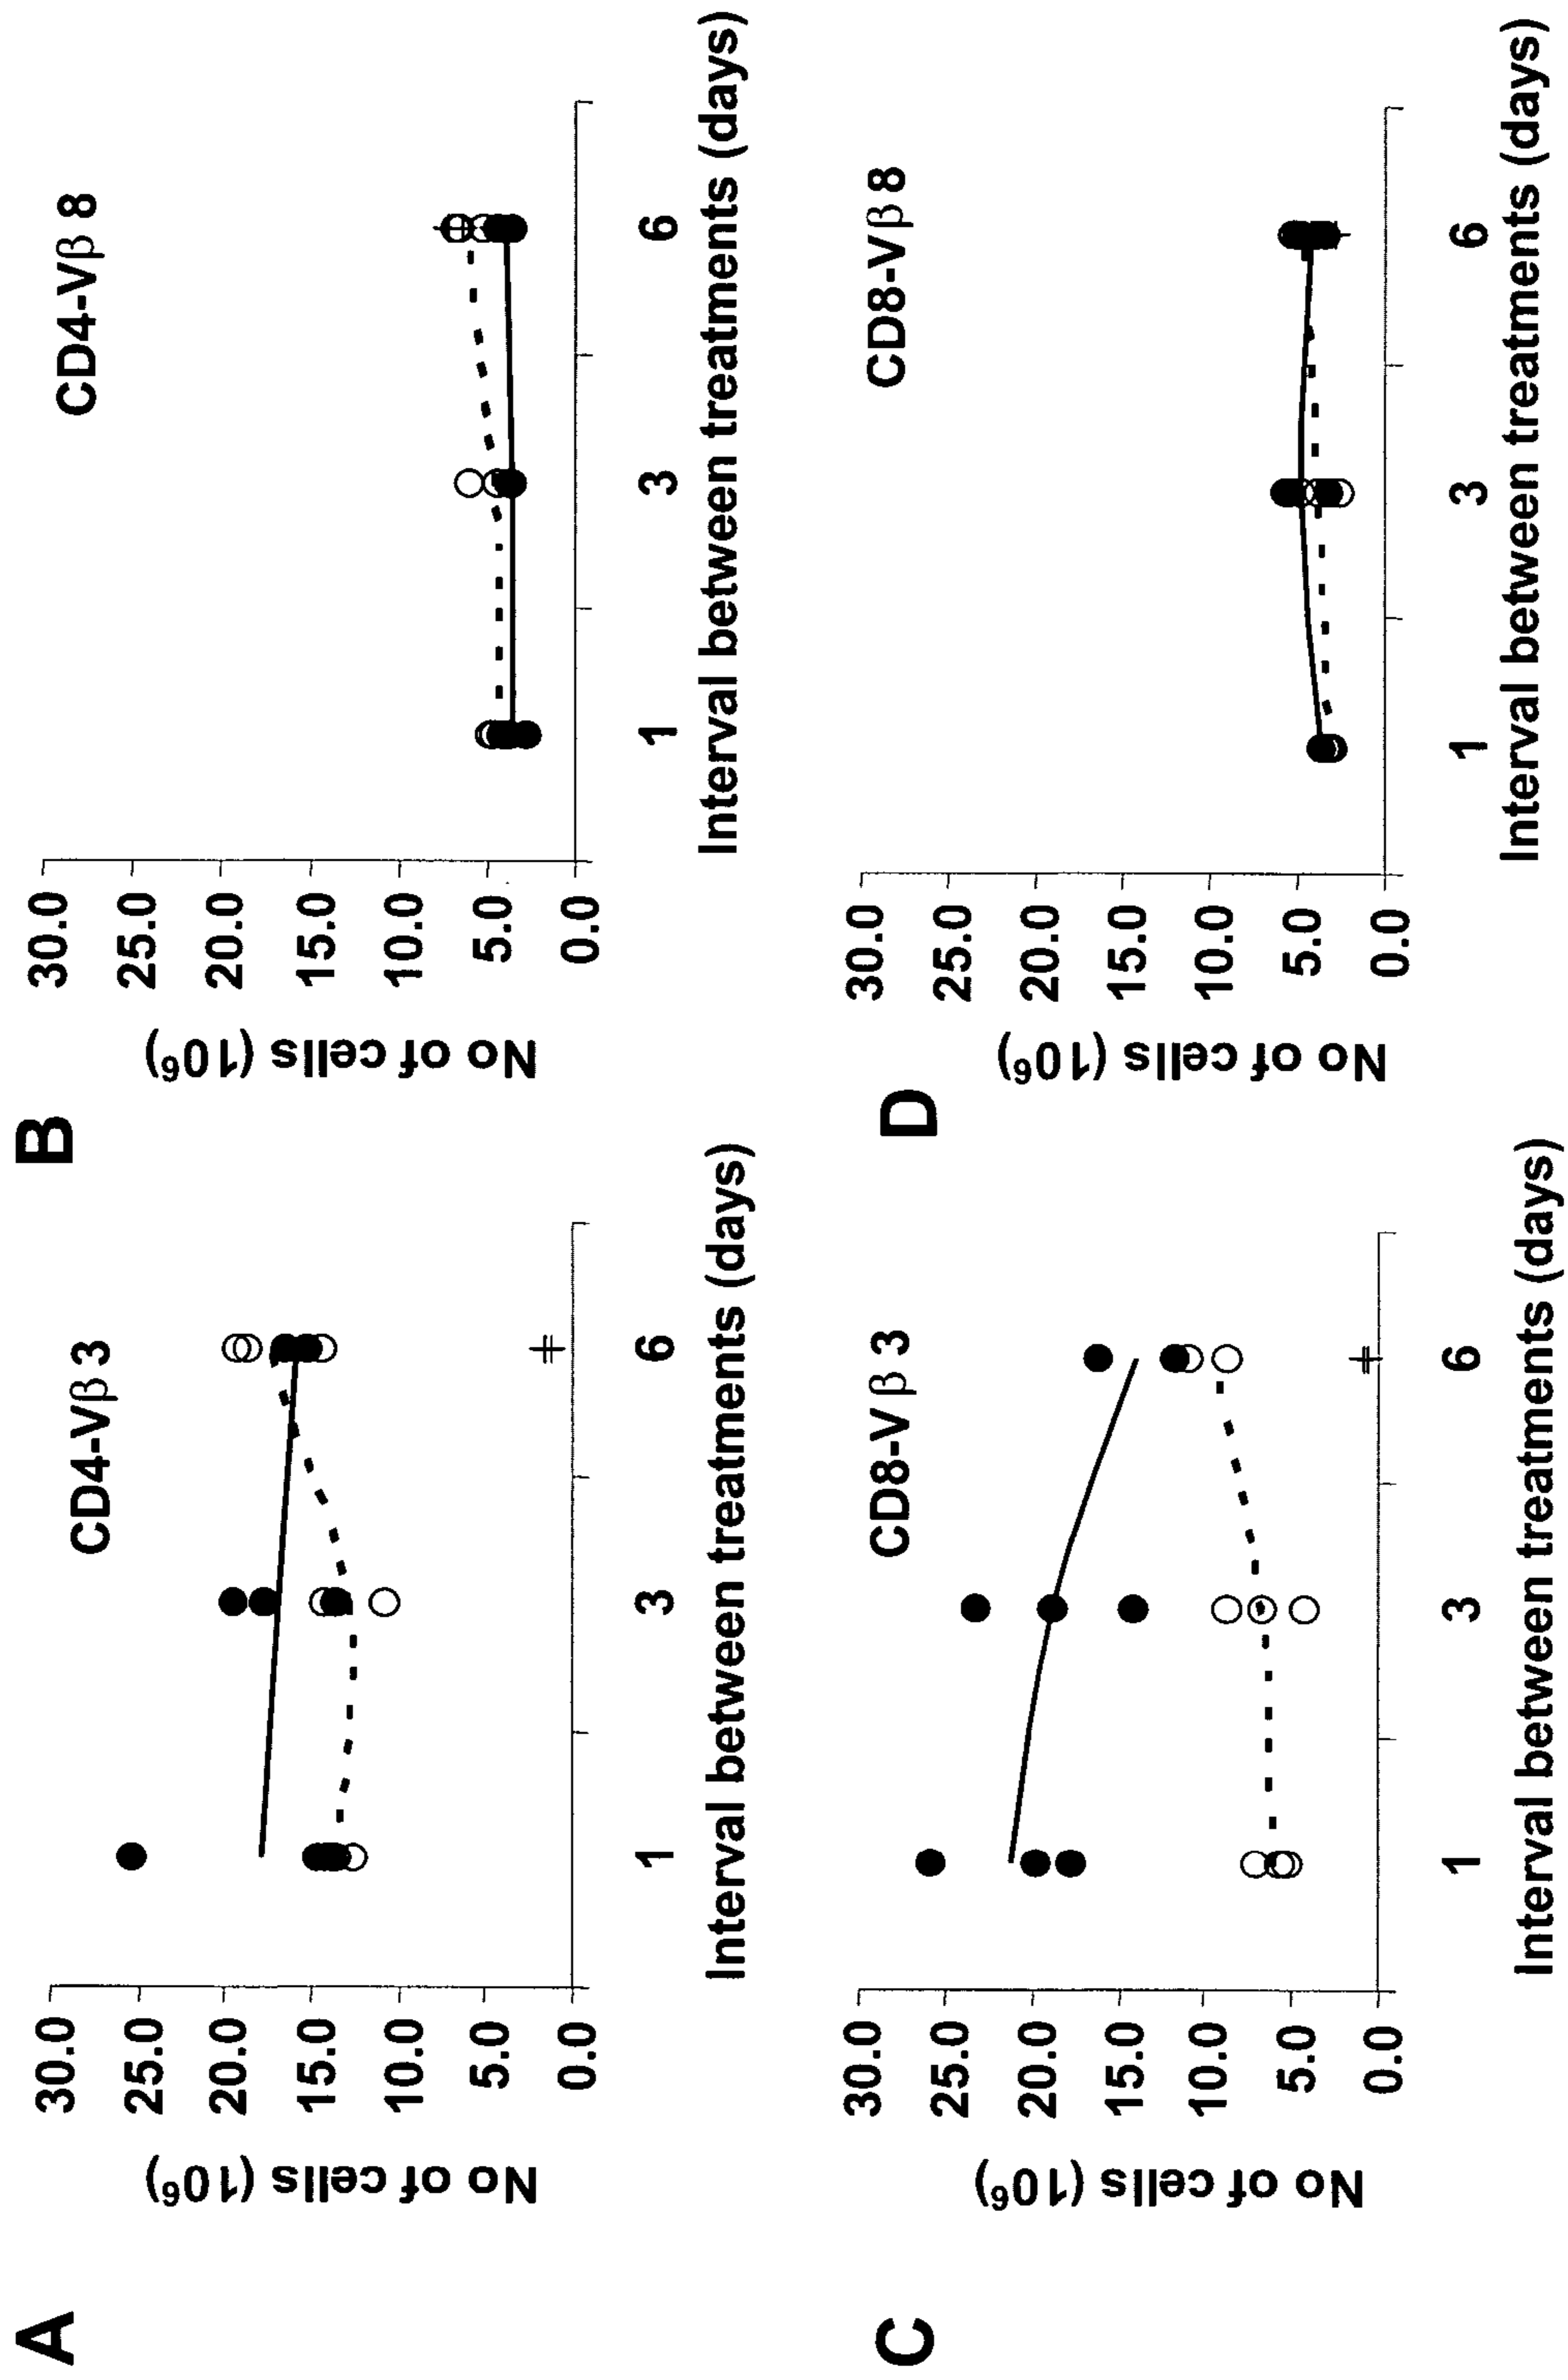 A
CD4-Vβ 3
No of cells (10⁶)
30.0
25.0
20.0
15.0
10.0
5.0
0.0
1 3 6
Interval between treatments (days)
B
CD4-Vβ 8
No of cells (10⁶)
30.0
25.0
20.0
15.0
10.0
5.0
0.0
1 3 6
Interval between treatments (days)
C
CD8-V β 3
No of cells (10⁶)
30.0
25.0
20.0
15.0
10.0
5.0
0.0
1 3 6
Interval between treatments (days)
D
CD8-Vβ 8
No of cells (10⁶)
30.0
25.0
20.0
15.0
10.0
5.0
0.0
1 3 6
Interval between treatments (days)